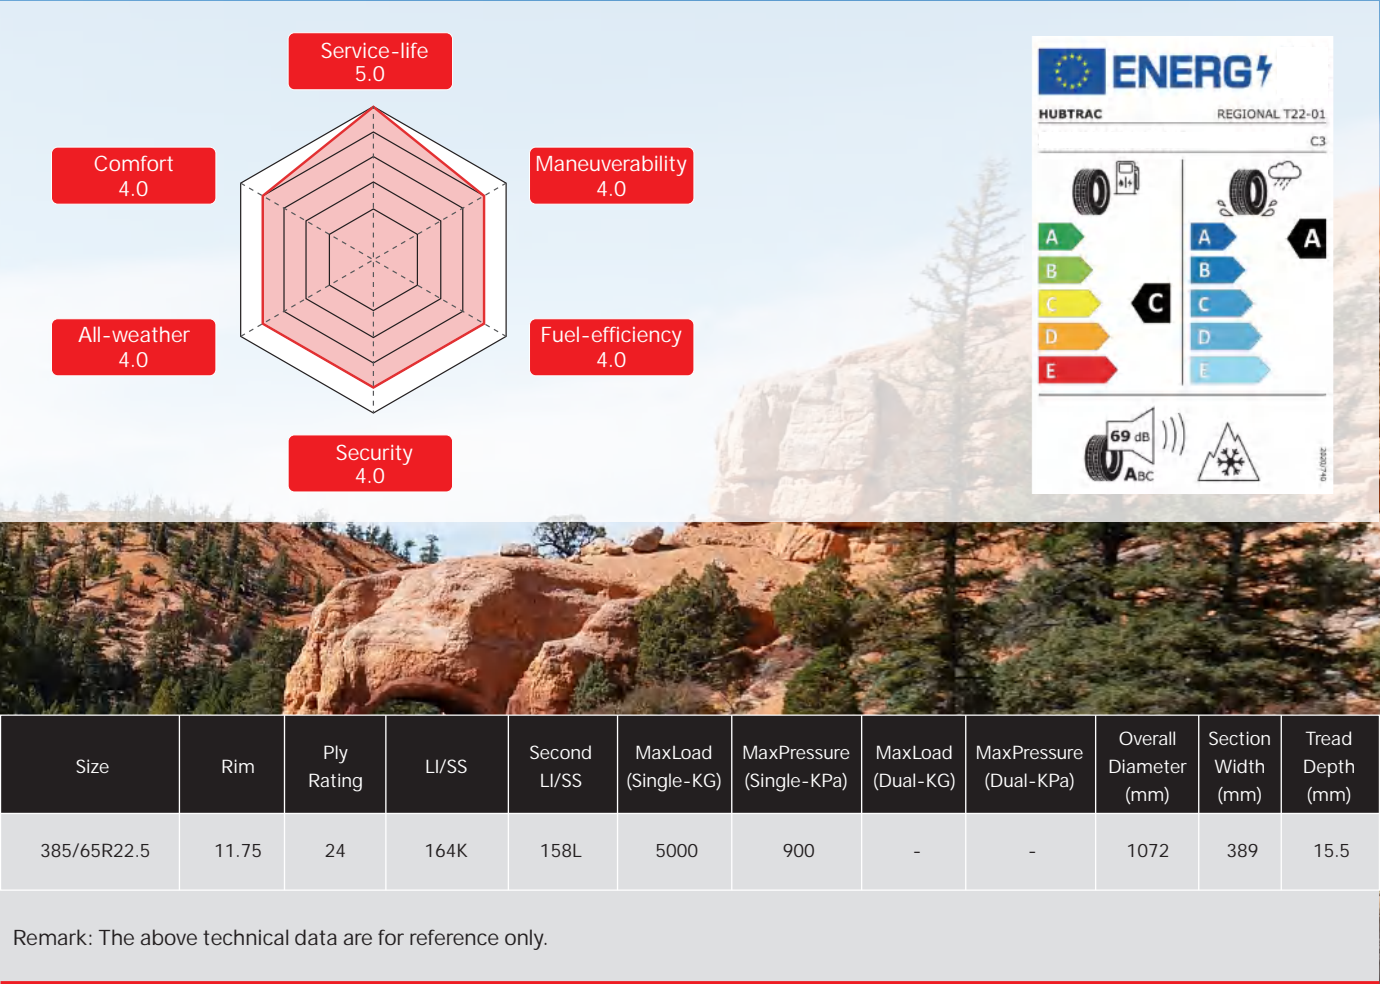 Service-life
5.0
Comfort
4.0
Maneuverability
4.0
All-weather
4.0
Fuel-efficiency
4.0
Security
4.0
ENERG
HUBTRAC REGIONAL T22-01
C3
A
B
C
D
E
C
A
B
C
D
E
A
69 dB
ABC
2020/740
Size
Rim
Ply
Rating
LI/SS
Second
LI/SS
MaxLoad
(Single-KG)
MaxPressure
(Single-KPa)
MaxLoad
(Dual-KG)
MaxPressure
(Dual-KPa)
Overall
Diameter
(mm)
Section
Width
(mm)
Tread
Depth
(mm)
385/65R22.5 11.75 24 164K 158L 5000 900 - - 1072 389 15.5
Remark: The above technical data are for reference only.